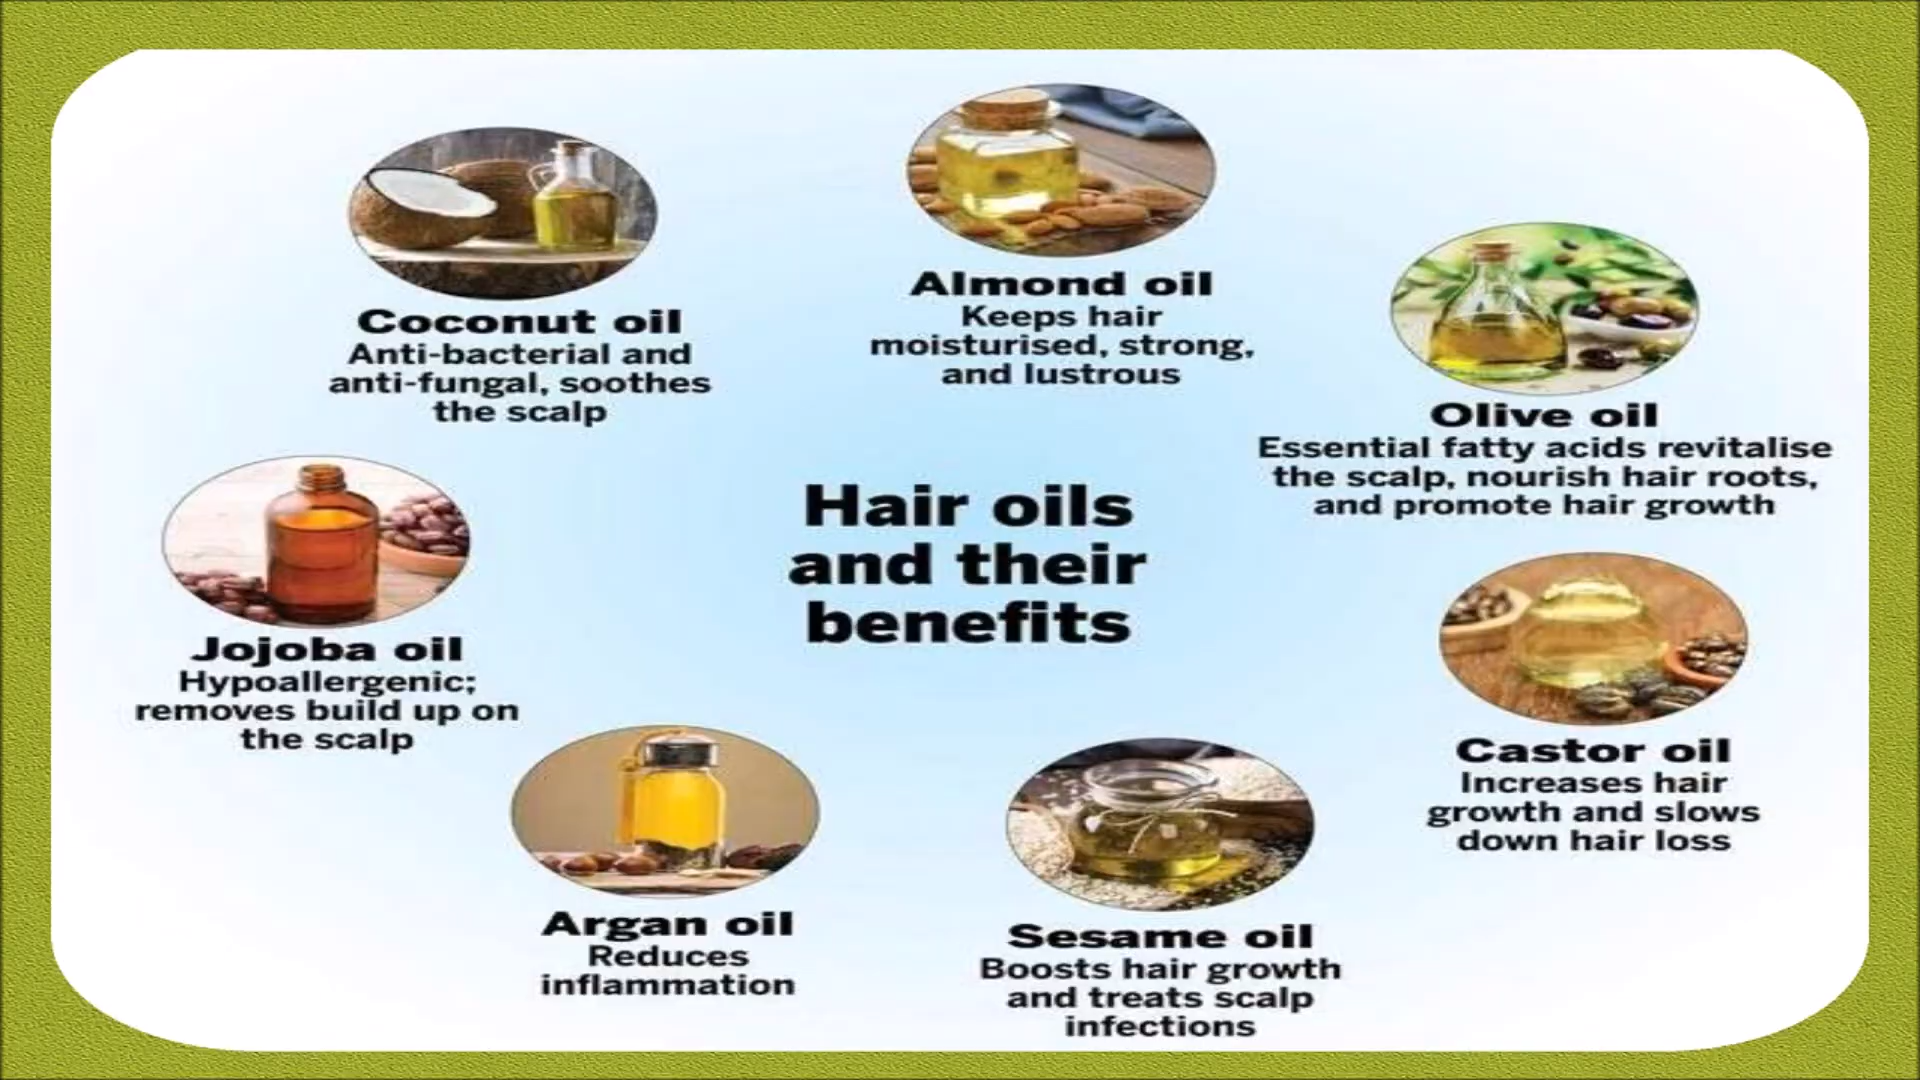 Coconut oil
Anti-bacterial and
anti-fungal, soothes
the scalp
Almond oil
Keeps hair
moisturised, strong,
and lustrous
Olive oil
Essential fatty acids revitalise
the scalp, nourish hair roots,
and promote hair growth
Hair oils
and their
benefits
Jojoba oil
Hypoallergenic;
removes build up on
the scalp
Castor oil
Increases hair
growth and slows
down hair loss
Argan oil
Reduces
inflammation
Sesame oil
Boosts hair growth
and treats scalp
infections